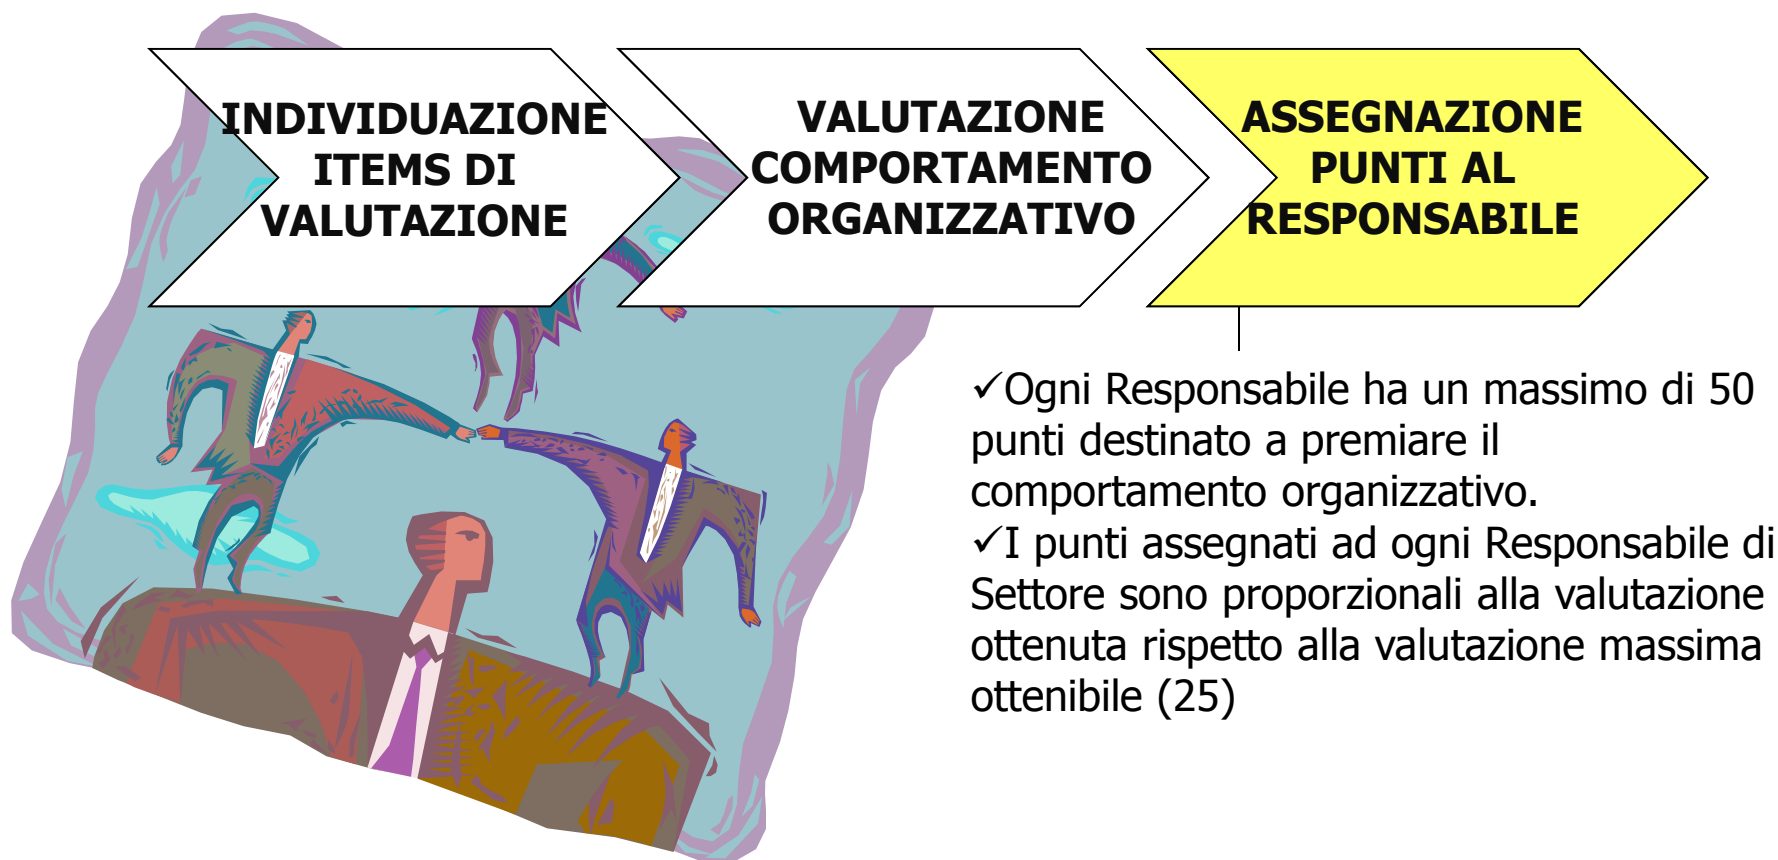 INDIVIDUAZIONE
ITEMS DI
VALUTAZIONE
VALUTAZIONE
COMPORTAMENTO
ORGANIZZATIVO
ASSEGNAZIONE
PUNTI AL
RESPONSABILE
✓Ogni Responsabile ha un massimo di 50
punti destinato a premiare il
comportamento organizzativo.
✓I punti assegnati ad ogni Responsabile di
Settore sono proporzionali alla valutazione
ottenuta rispetto alla valutazione massima
ottenibile (25)